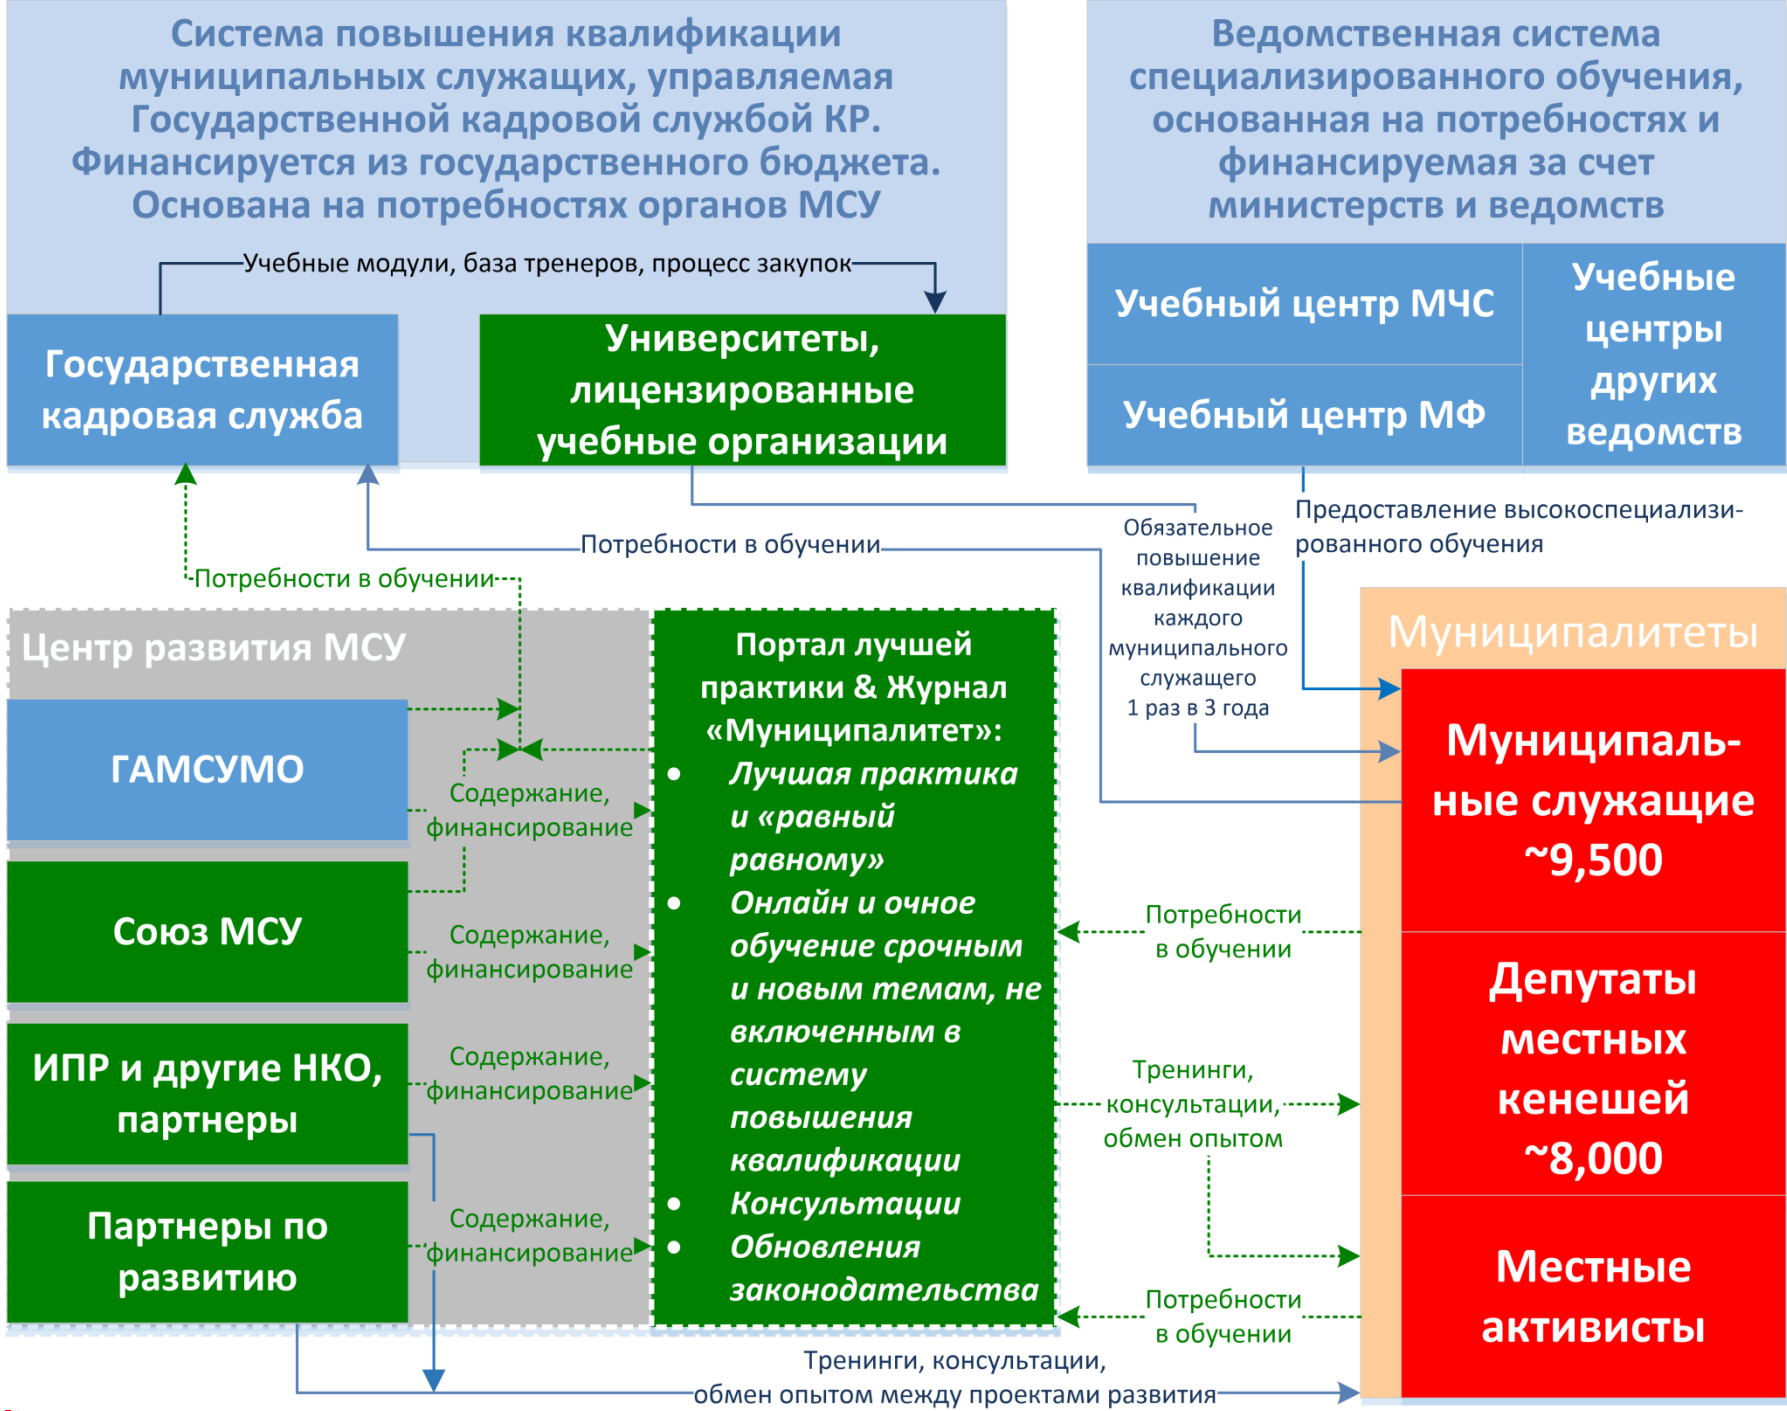 Система повышения квалификации
муниципальных служащих, управляемая
Государственной кадровой службой КР.
Финансируется из государственного бюджета.
Основана на потребностях органов МСУ
Учебные модули, база тренеров, процесс закупок
Государственная
кадровая служба
Университеты,
лицензированные
учебные организации
Ведомственная система
специализированного обучения,
основанная на потребностях и
финансируемая за счет
министерств и ведомств
Учебный центр МЧС
Учебный центр МФ
Учебные
центры
других
ведомств
Потребности в обучении
Потребности в обучении
Обязательное
повышение
квалификации
каждого
муниципального
служащего
1 раз в 3 года
Предоставление высокоспециализи-
рованного обучения
Центр развития МСУ
ГАМСУМО
Союз МСУ
ИПР и другие НКО,
партнеры
Партнеры по
развитию
Содержание,
финансирование
Содержание,
финансирование
Содержание,
финансирование
Содержание,
финансирование
Портал лучшей
практики & Журнал
«Муниципалитет»:
• Лучшая практика
и «равный
равному»
• Онлайн и очное
обучение срочным
и новым темам, не
включенным в
систему
повышения
квалификации
• Консультации
• Обновления
законодательства
Потребности
в обучении
Тренинги,
консультации,
обмен опытом
Потребности
в обучении
Муниципалитеты
Муниципаль-
ные служащие
~9,500
Депутаты
местных
кенешей
~8,000
Местные
активисты
Тренинги, консультации,
обмен опытом между проектами развития